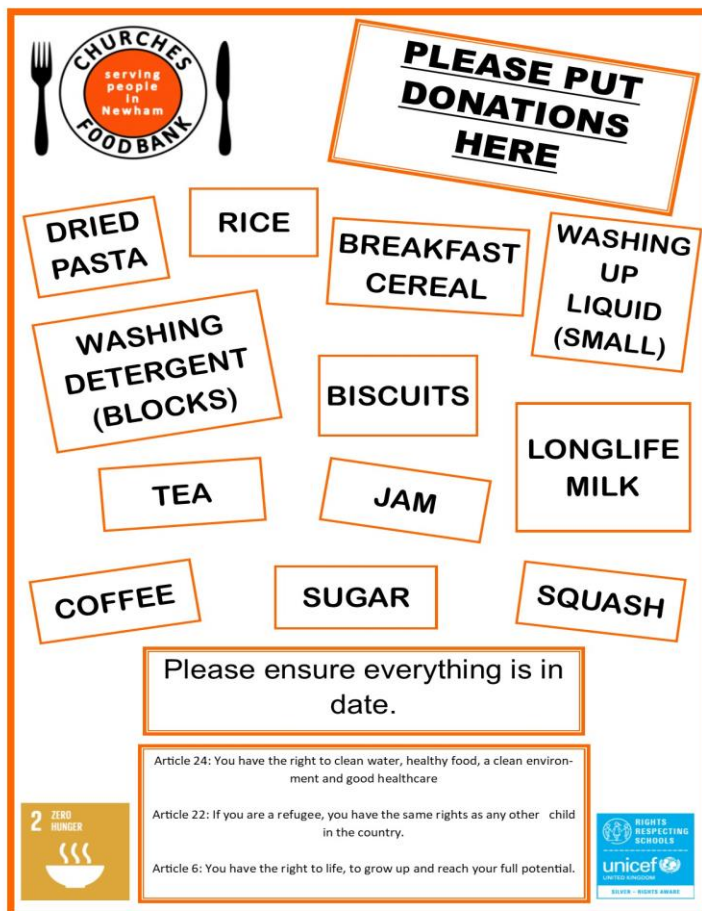 CHURCHES
serving
people
in
Newham
FOODBANK
PLEASE PUT
DONATIONS
HERE
DRIED
PASTA
RICE
BREAKFAST
CEREAL
WASHING
UP
LIQUID
(SMALL)
WASHING
DETERGENT
(BLOCKS)
BISCUITS
LONGLIFE
MILK
TEA
JAM
COFFEE
SUGAR
SQUASH
Please ensure everything is in
date.
Article 24: You have the right to clean water, healthy food, a clean environ-
ment and good healthcare
Article 22: If you are a refugee, you have the same rights as any other child
in the country.
Article 6: You have the right to life, to grow up and reach your full potential.
2 ZERO
HUNGER
RIGHTS
RESPECTING
SCHOOLS
unicef
UNITED KINGDOM
SILVER – RIGHTS AWARE